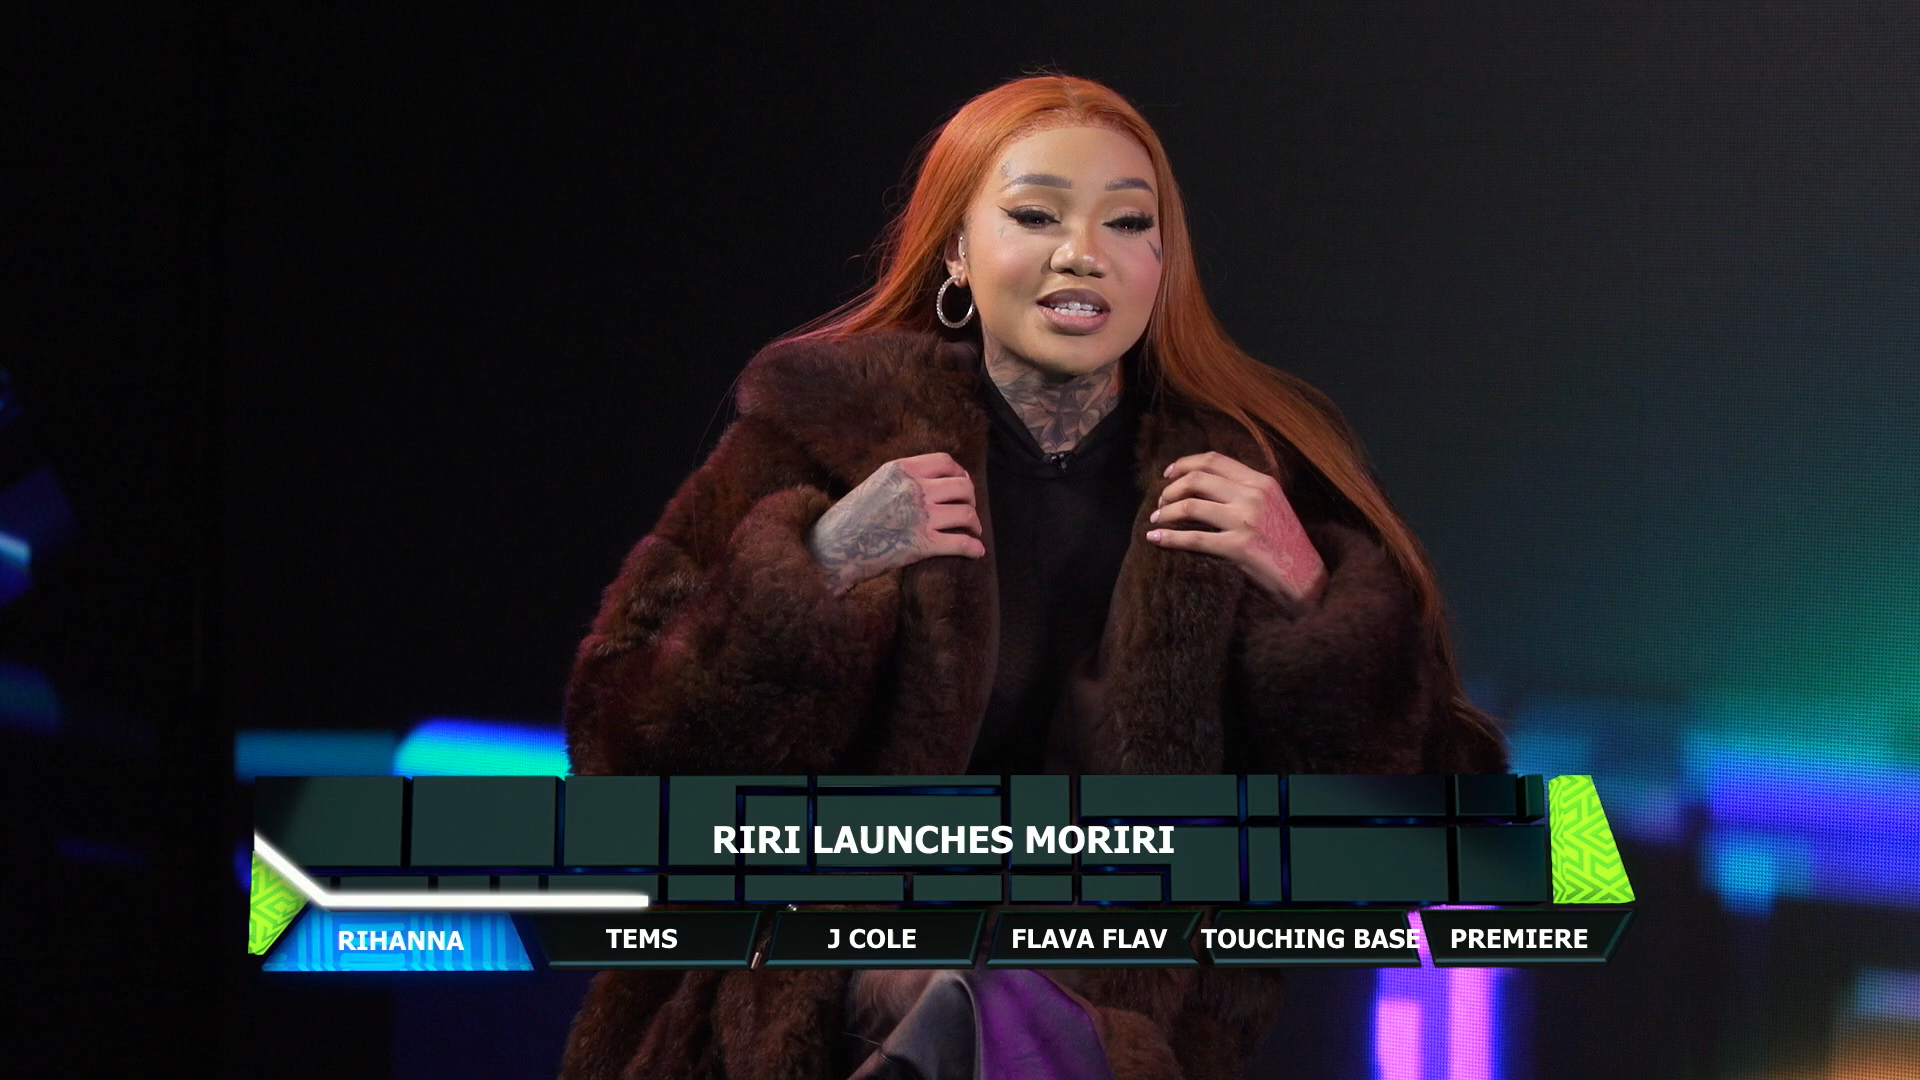 RIRI LAUNCHES MORIRI
RIHANNA
TEMS
J COLE
FLAVA FLAV
TOUCHING BASE
PREMIERE